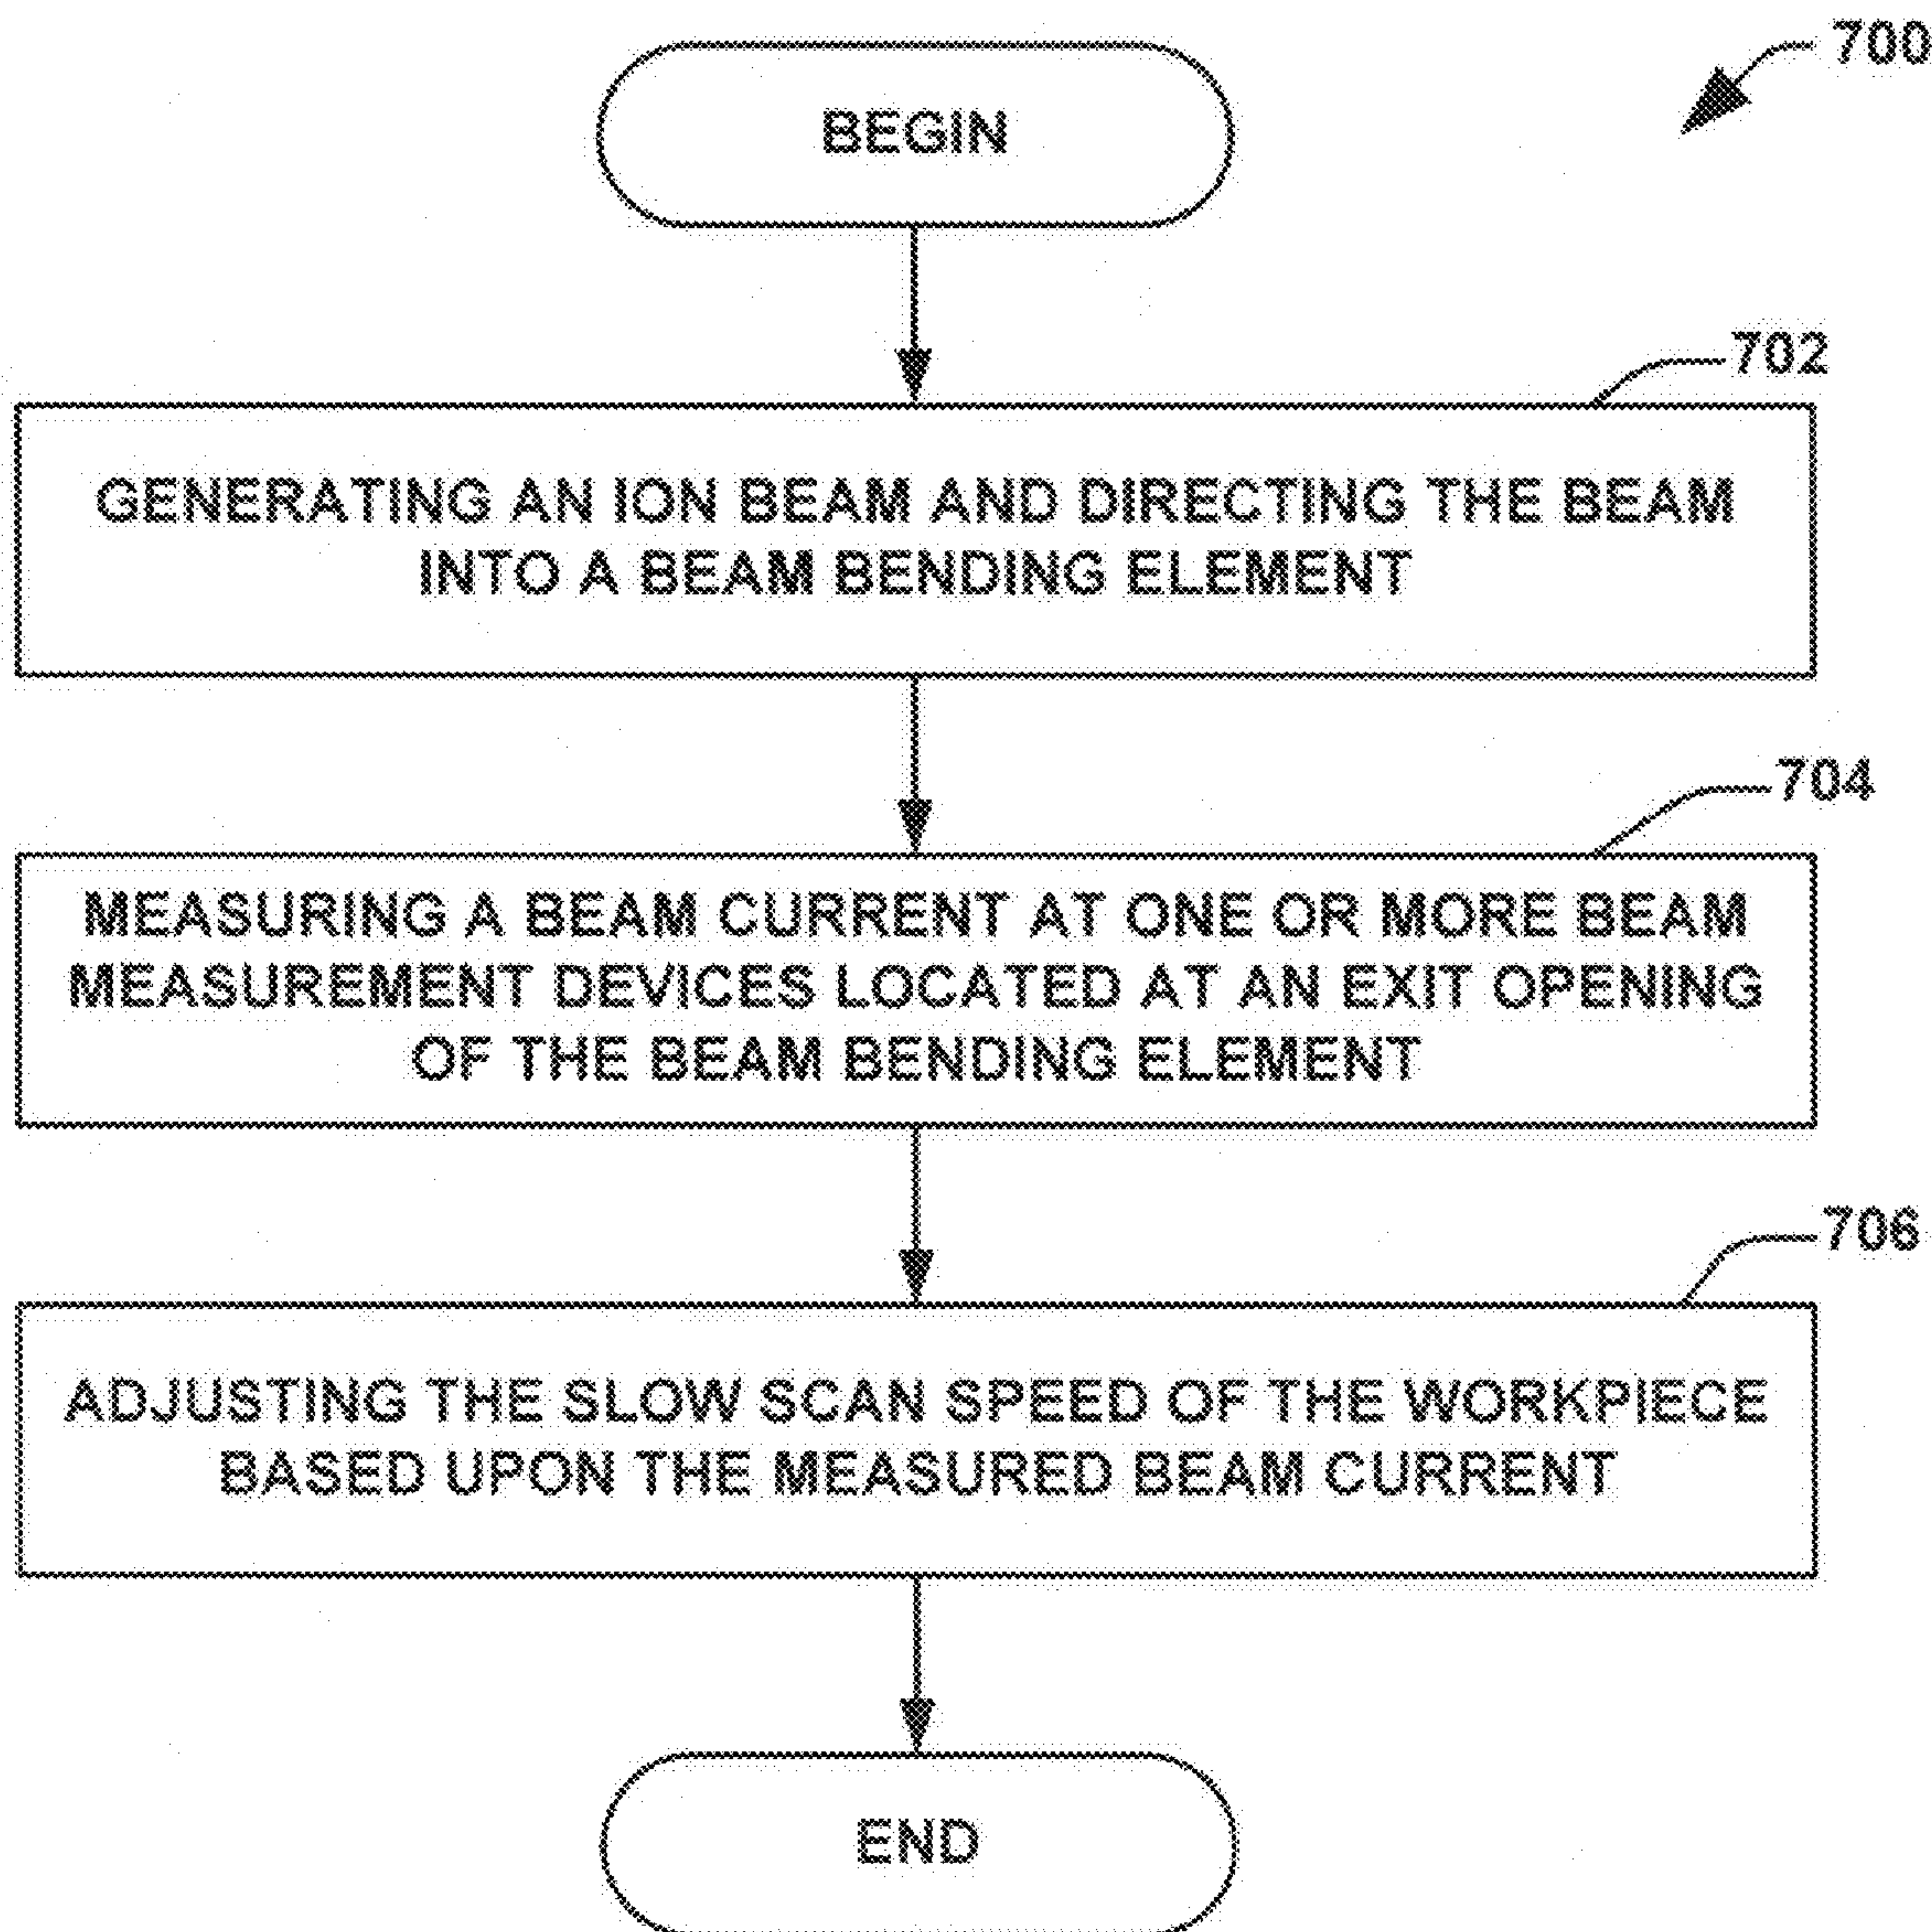 700
BEGIN
702
GENERATING AN ION BEAM AND DIRECTING THE BEAM
INTO A BEAM BENDING ELEMENT
704
MEASURING A BEAM CURRENT AT ONE OR MORE BEAM
MEASUREMENT DEVICES LOCATED AT AN EXIT OPENING
OF THE BEAM BENDING ELEMENT
706
ADJUSTING THE SLOW SCAN SPEED OF THE WORKPIECE
BASED UPON THE MEASURED BEAM CURRENT
END